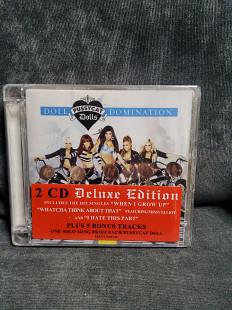 PUSSYCAT
DOLL DOMINATION
Dolls
2 CD Deluxe Edition
INCLUDES THE HIT SINGLES "WHEN I GROW UP"
"WHATCHA THINK ABOUT THAT" FEATURING MISSY ELLIOTT
AND "I HATE THIS PART"
PLUS 5 BONUS TRACKS
ONE SOLO SONG FROM EACH PUSSYCAT DOLL